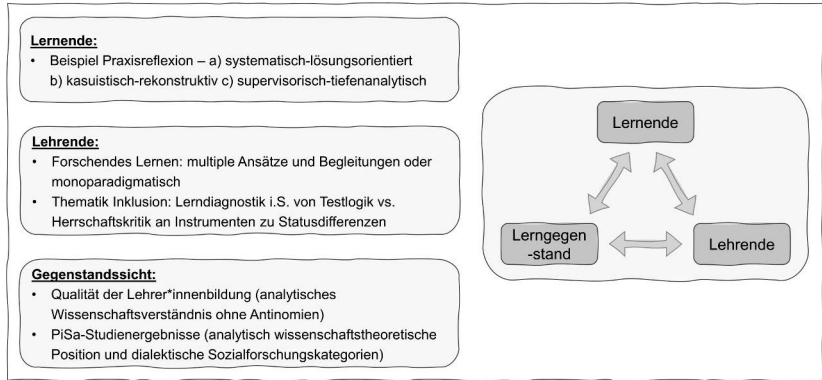 Lernende:
• Beispiel Praxisreflexion – a) systematisch-lösungsorientiert
b) kasuistisch-rekonstruktiv c) supervisorisch-tiefenanalytisch
Lehrende:
• Forschendes Lernen: multiple Ansätze und Begleitungen oder
monoparadigmatisch
• Thematik Inklusion: Lerndiagnostik i.S. von Testlogik vs.
Herrschaftskritik an Instrumenten zu Statusdifferenzen
Gegenstandssicht:
• Qualität der Lehrer*innenbildung (analytisches
Wissenschaftsverständnis ohne Antinomien)
• PiSa-Studienergebnisse (analytisch wissenschaftstheoretische
Position und dialektische Sozialforschungskategorien)
Lernende
Lerngegen
-stand
Lehrende